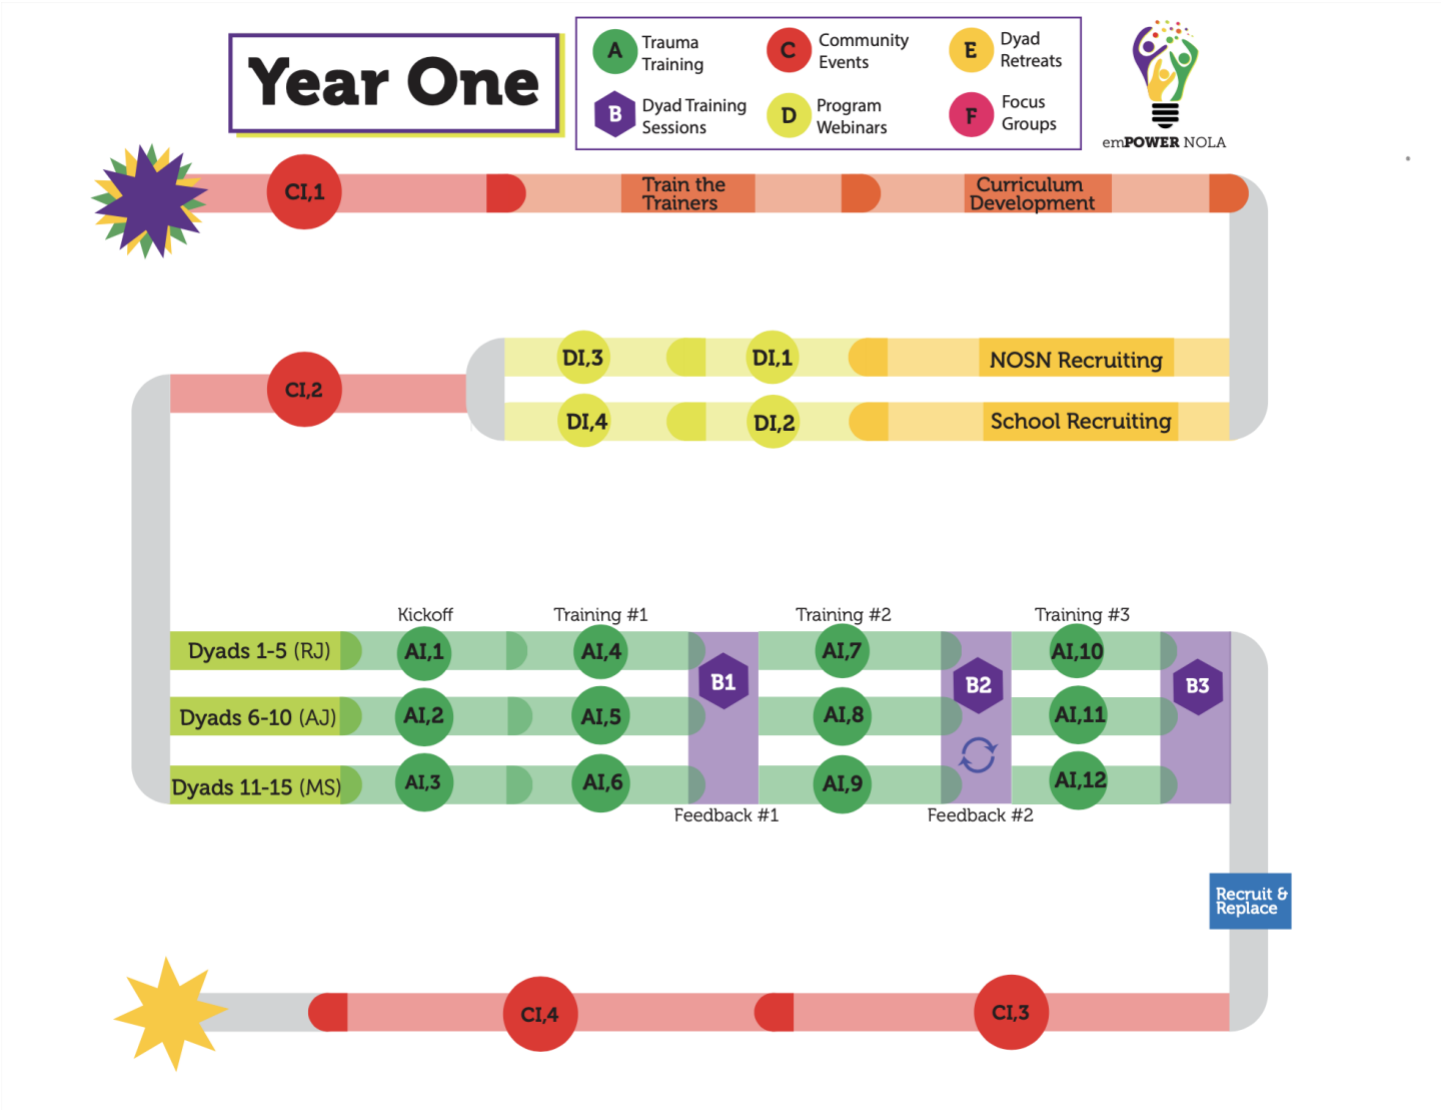 Year One
A
Trauma
Training
C
Community
Events
E
Dyad
Retreats
B
Dyad Training
Sessions
D
Program
Webinars
F
Focus
Groups
emPOWER NOLA
CI,1
Train the
Trainers
Curriculum
Development
DI,3
DI,1
NOSN Recruiting
CI,2
DI,4
DI,2
School Recruiting
Kickoff
Training #1
Training #2
Training #3
Dyads 1-5 (RJ)
AI,1
AI,4
B1
AI,7
B2
AI,10
B3
Dyads 6-10 (AJ)
AI,2
AI,5
AI,8
AI,11
Dyads 11-15 (MS)
AI,3
AI,6
AI,9
AI,12
Feedback #1
Feedback #2
Recruit &
Replace
CI,4
CI,3